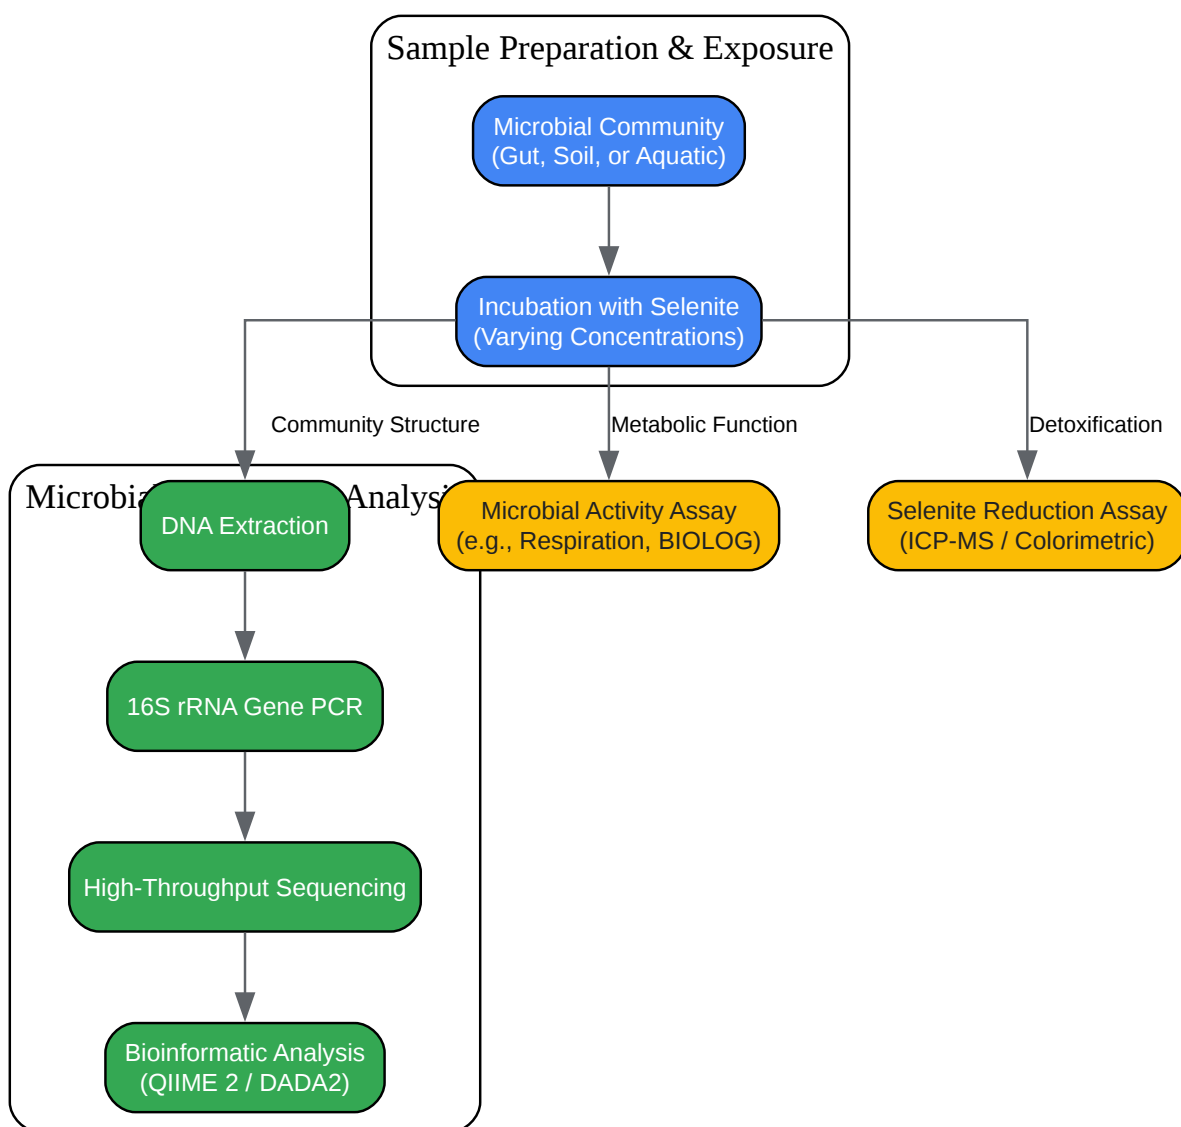 Sample Preparation & Exposure
Microbial Community
(Gut, Soil, or Aquatic)
Incubation with Selenite
(Varying Concentrations)
Community Structure
Metabolic Function
Detoxification
Microbial Analysis
DNA Extraction
Microbial Activity Assay
(e.g., Respiration, BIOLOG)
Selenite Reduction Assay
(ICP-MS / Colorimetric)
16S rRNA Gene PCR
High-Throughput Sequencing
Bioinformatic Analysis
(QIIME 2 / DADA2)